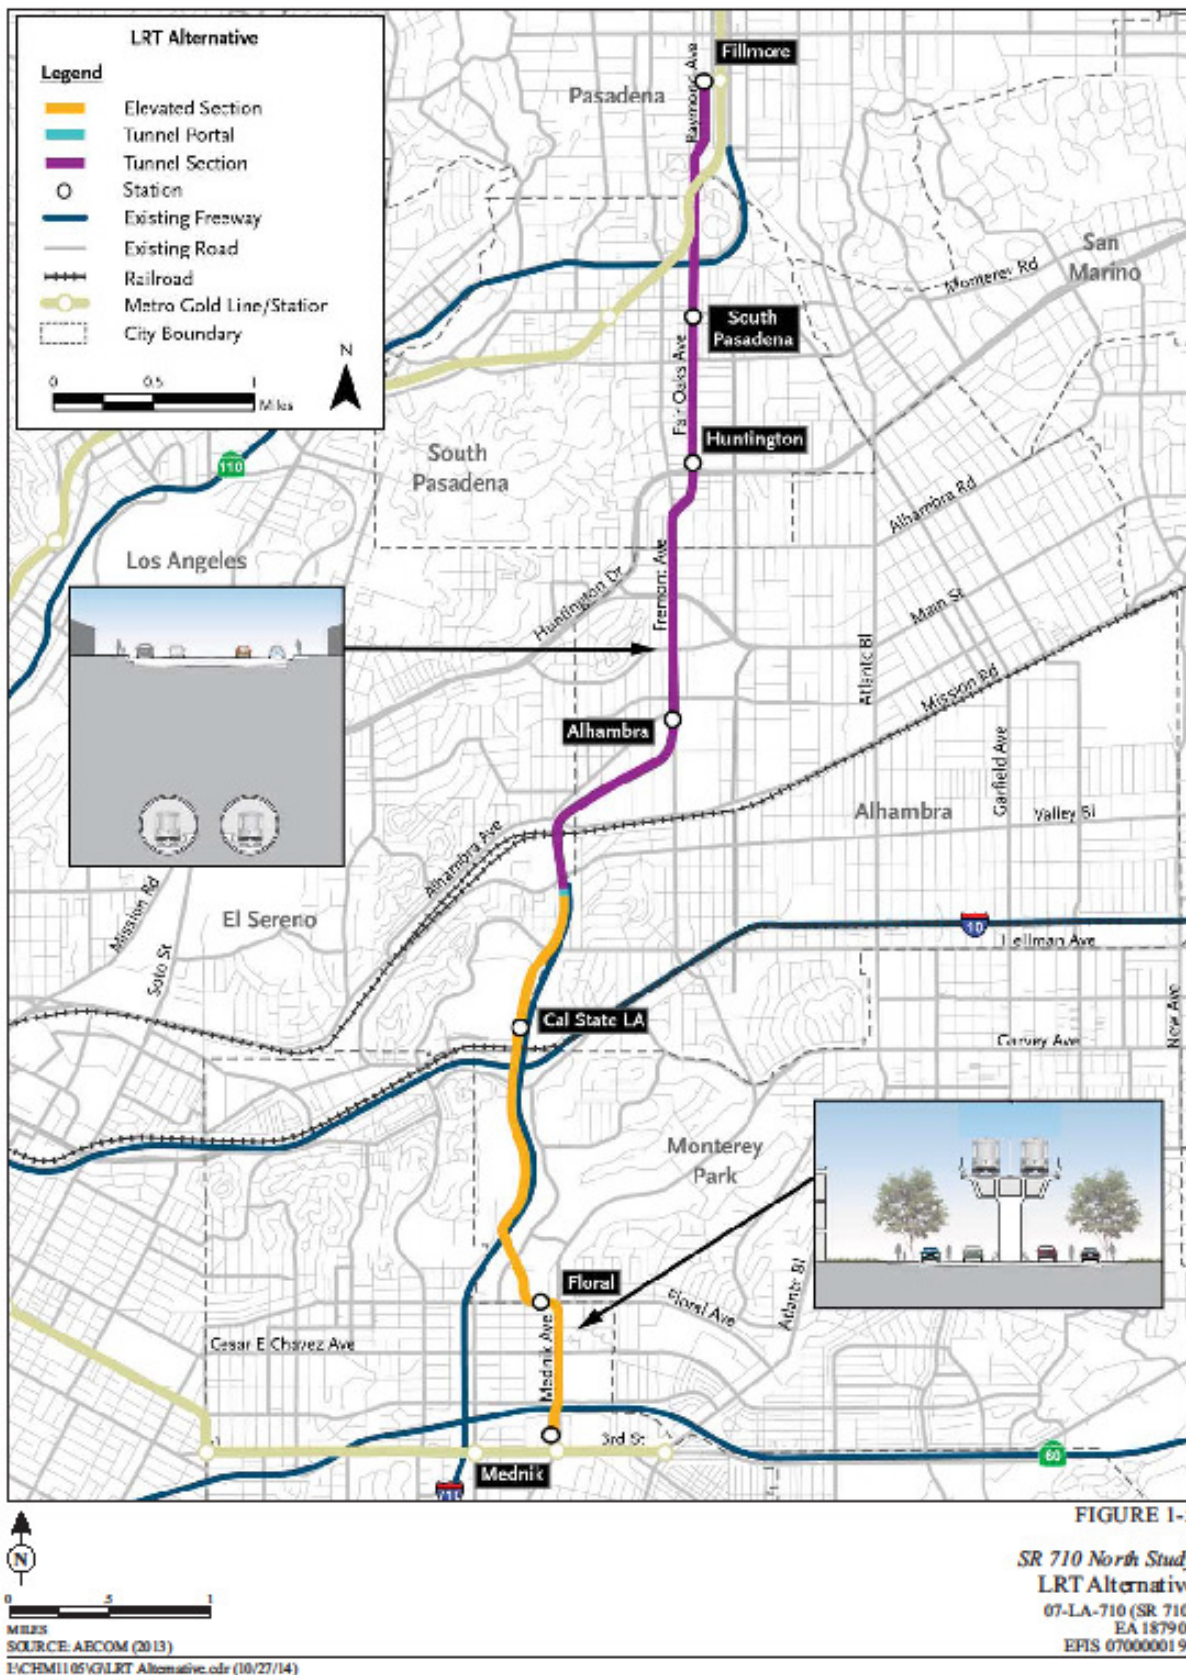 LRT Alternative
Legend
Elevated Section
Tunnel Portal
Tunnel Section
Station
Existing Freeway
Existing Road
Railroad
Metro Gold Line/Station
City Boundary
0 0.5 1
Miles
N
Fillmore
Pasadena
Raymond Ave
San
Marino
Monterey Rd
South
Pasadena
Fair Oaks Ave
Huntington
South
Pasadena
110
Alhambra Rd
Los Angeles
Fremont Ave
Huntington Dr
Main St
Atlantic Bl
Mission Rd
Alhambra
Garfield Ave
Alhambra
Valley Bl
Alhambra Ave
Mission Rd
El Sereno
Soto St
10
Hellman Ave
Cal State LA
New Ave
Garvey Ave
Monterey
Park
Floral
Floral Ave
Atlantic Bl
Cesar E Chavez Ave
Mednik Ave
3rd St
60
Mednik
710
FIGURE 1-
N
SR 710 North Study
LRT Alternative
0 .5 1
07-LA-710 (SR 710
MILES
EA 18790
SOURCE: AECOM (2013)
EFIS 070000019
I:\CHM1105\G\LRT Alternative.cdr (10/27/14)